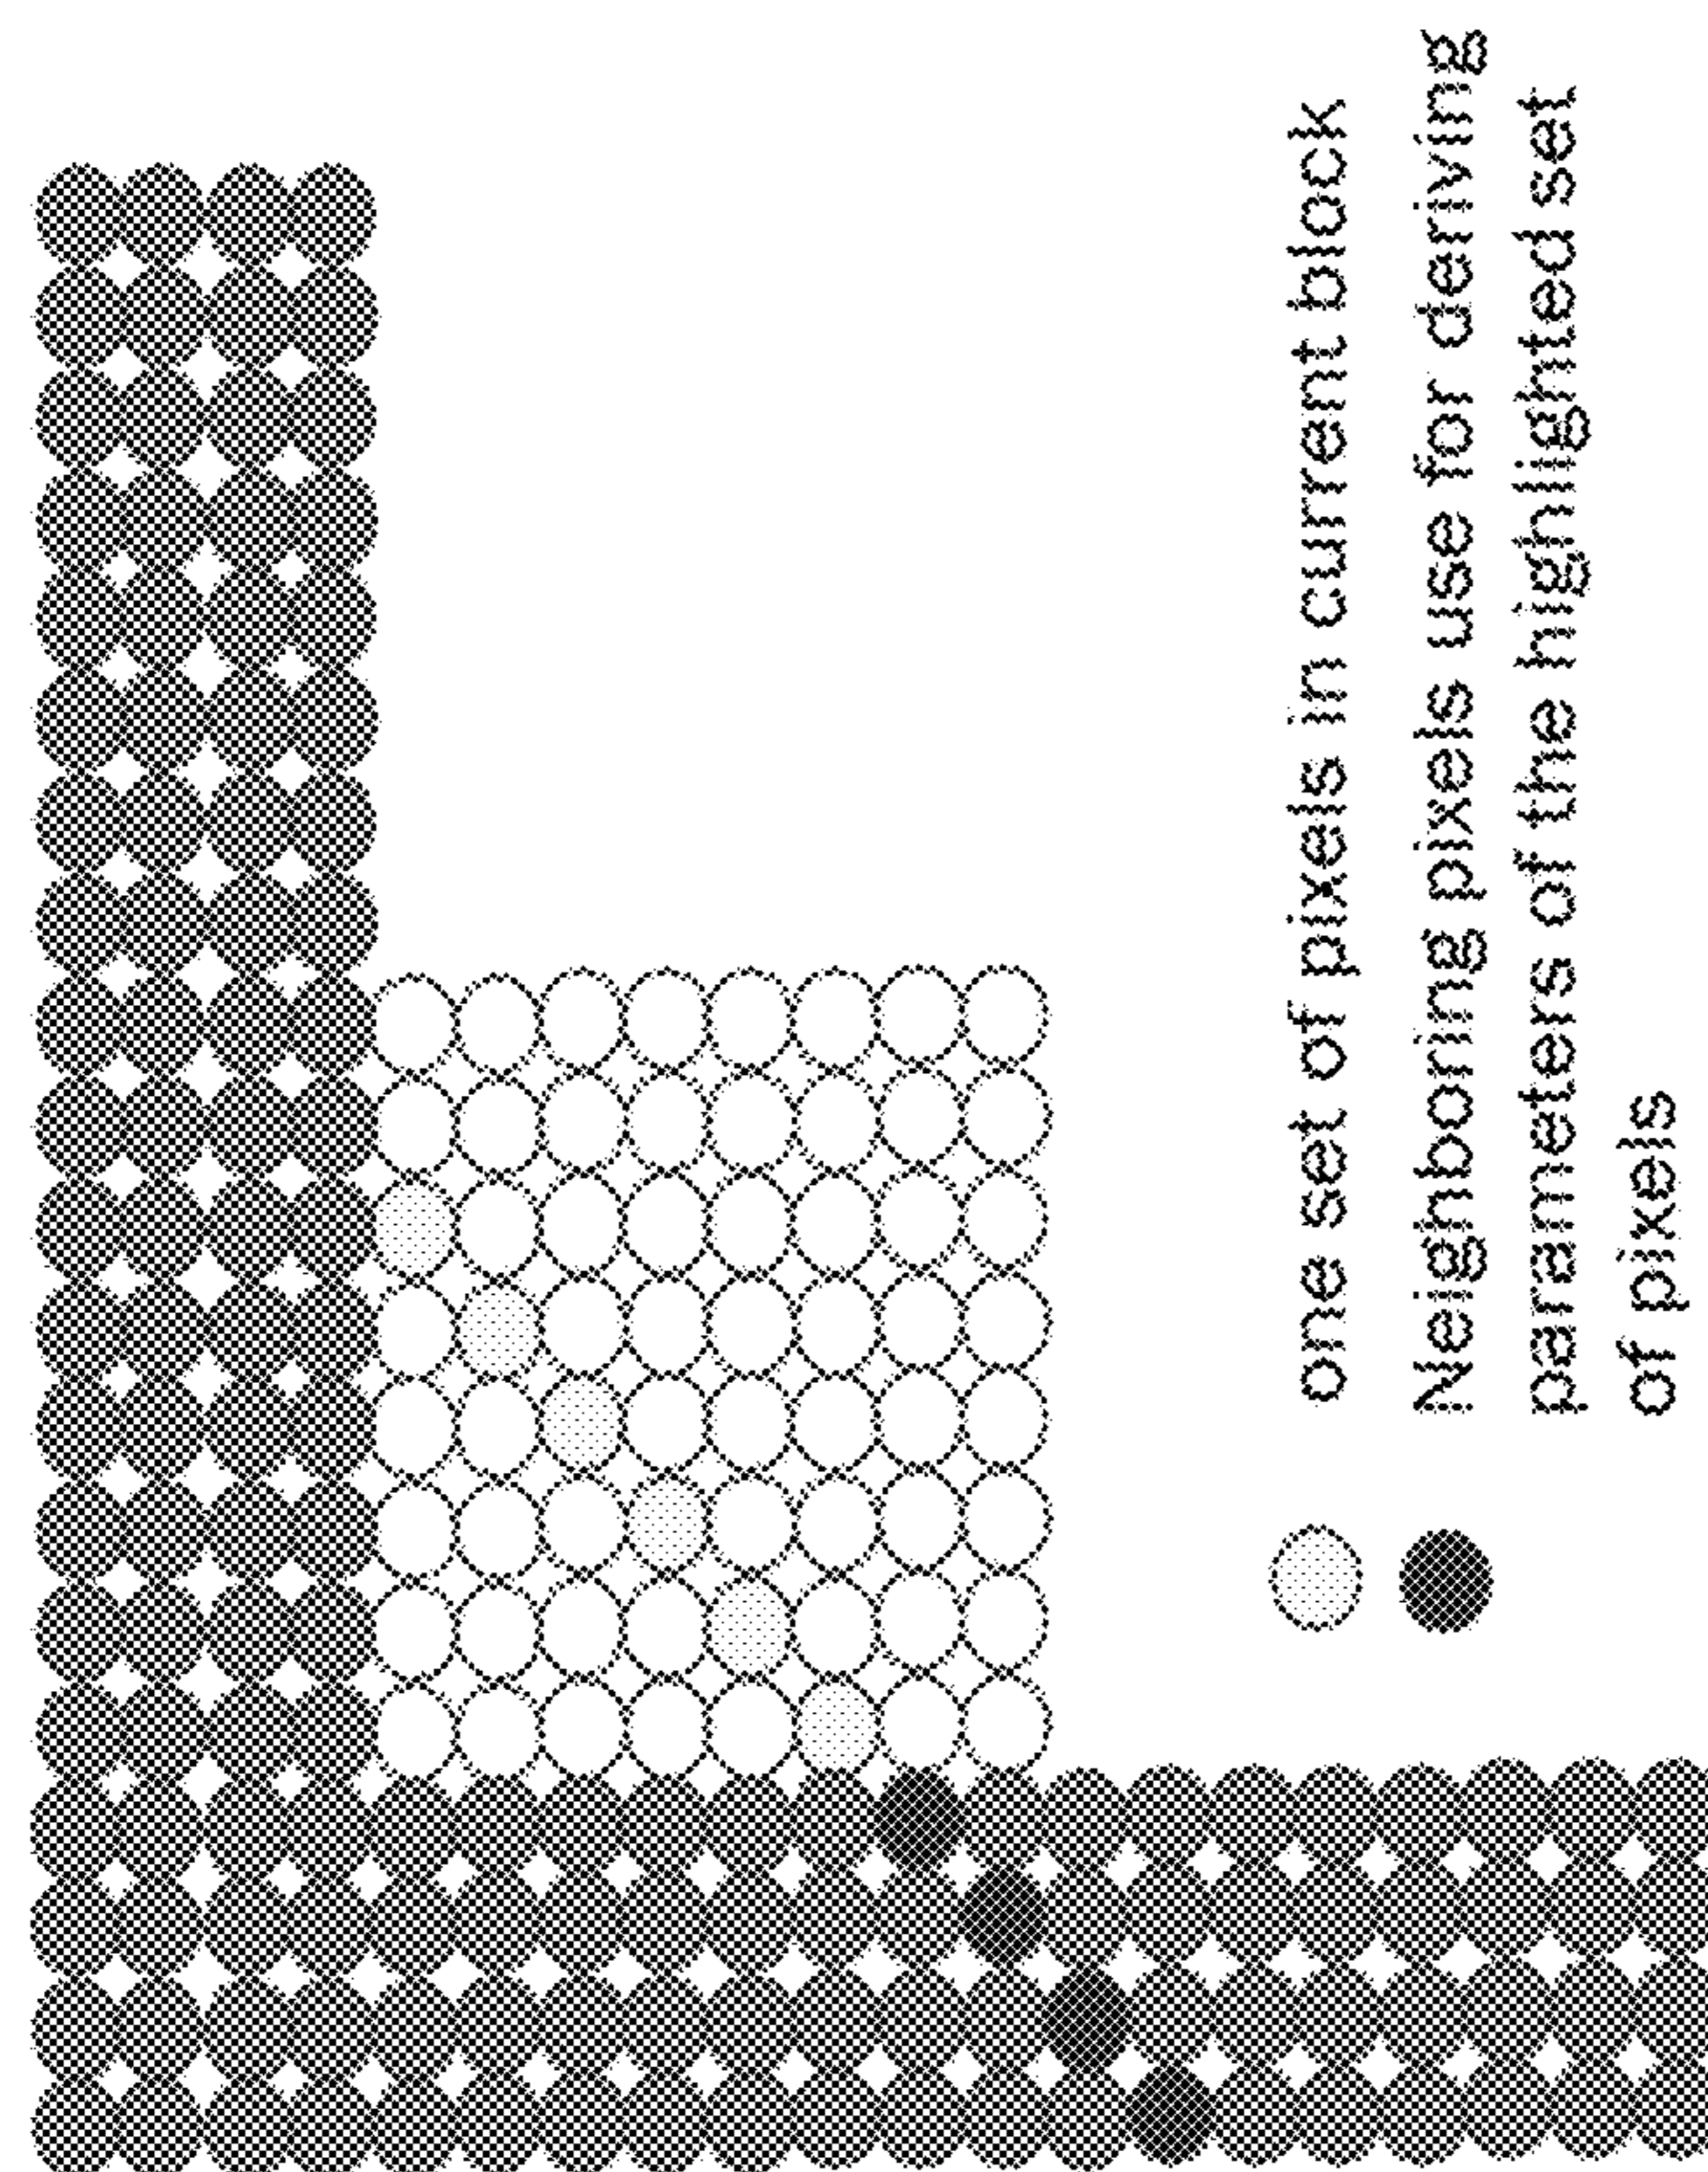 one set of pixels in current block
Neighboring pixels use for deriving
parameters of the highlighted set
of pixels